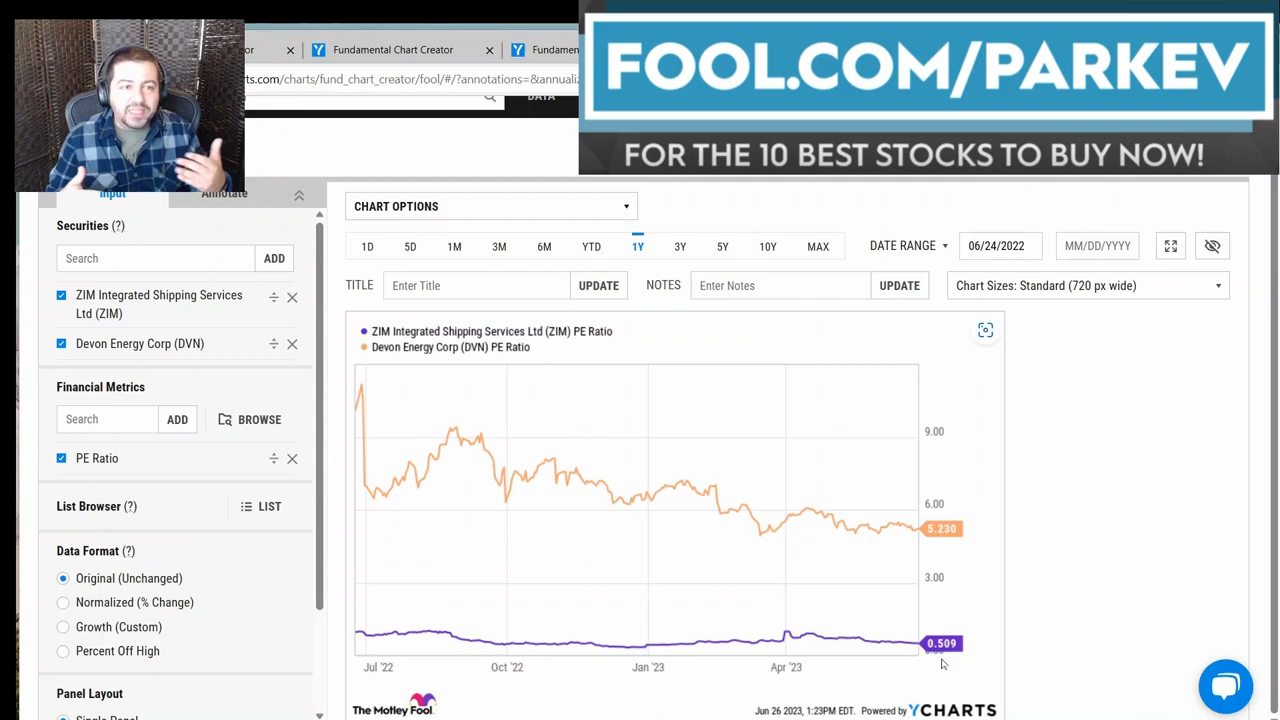 FOOL.COM/PARKEV
FOR THE 10 BEST STOCKS TO BUY NOW!
or
Fundamental Chart Creator
Fundamen
rts.com/charts/fund_chart_creator/fool/#/?annotations=&annualiz
DATA
Input
Annotate
Securities (?)
Search
ADD
ZIM Integrated Shipping Services
Ltd (ZIM)
Devon Energy Corp (DVN)
Financial Metrics
Search
ADD
BROWSE
PE Ratio
List Browser (?)
LIST
Data Format (?)
Original (Unchanged)
Normalized (% Change)
Growth (Custom)
Percent Off High
Panel Layout
Single Panel
CHART OPTIONS
1D 5D 1M 3M 6M YTD 1Y 3Y 5Y 10Y MAX
DATE RANGE
06/24/2022
MM/DD/YYYY
TITLE
Enter Title
UPDATE
NOTES
Enter Notes
UPDATE
Chart Sizes: Standard (720 px wide)
ZIM Integrated Shipping Services Ltd (ZIM) PE Ratio
Devon Energy Corp (DVN) PE Ratio
9.00
6.00
5.230
3.00
0.509
Jul '22 Oct '22 Jan '23 Apr '23
The Motley Fool.
Jun 26 2023, 1:23PM EDT. Powered by YCHARTS